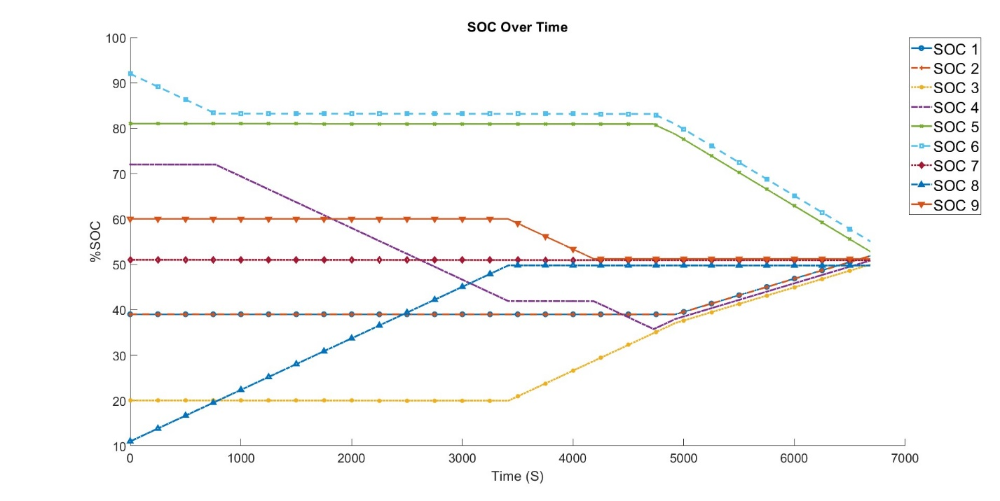 SOC Over Time
100
90
80
70
60
50
40
30
20
10
%SOC
0 1000 2000 3000 4000 5000 6000 7000
Time (S)
SOC 1
SOC 2
SOC 3
SOC 4
SOC 5
SOC 6
SOC 7
SOC 8
SOC 9